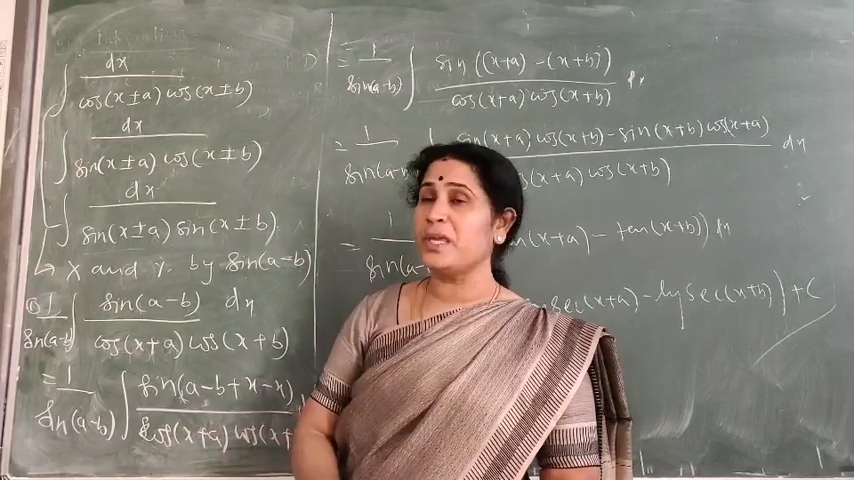 dx
cos(x±a) cos(x±b)
dx
sin(x±a) cos(x±b)
dx
sin(x±a) sin(x±b)
↳ X and ÷ by sin(a-b)
① 1/sin(a-b) ∫ sin(a-b) dx
cos(x+a) cos(x+b)
= 1/sin(a-b) ∫ sin(a-b+x-x)
cos(x+a) cos(x+
= 1/sin(a-b) ∫ sin((x+a)-(x+b)) dx
cos(x+a) cos(x+b)
= 1/sin(a- sin(x+a) cos(x+b) - sin(x+b) cos(x+a) dx
s(x+a) cos(x+b)
= 1/sin(a- n(x+a) - tan(x+b)) dx
sec(x+a) - log sec(x+b) + C